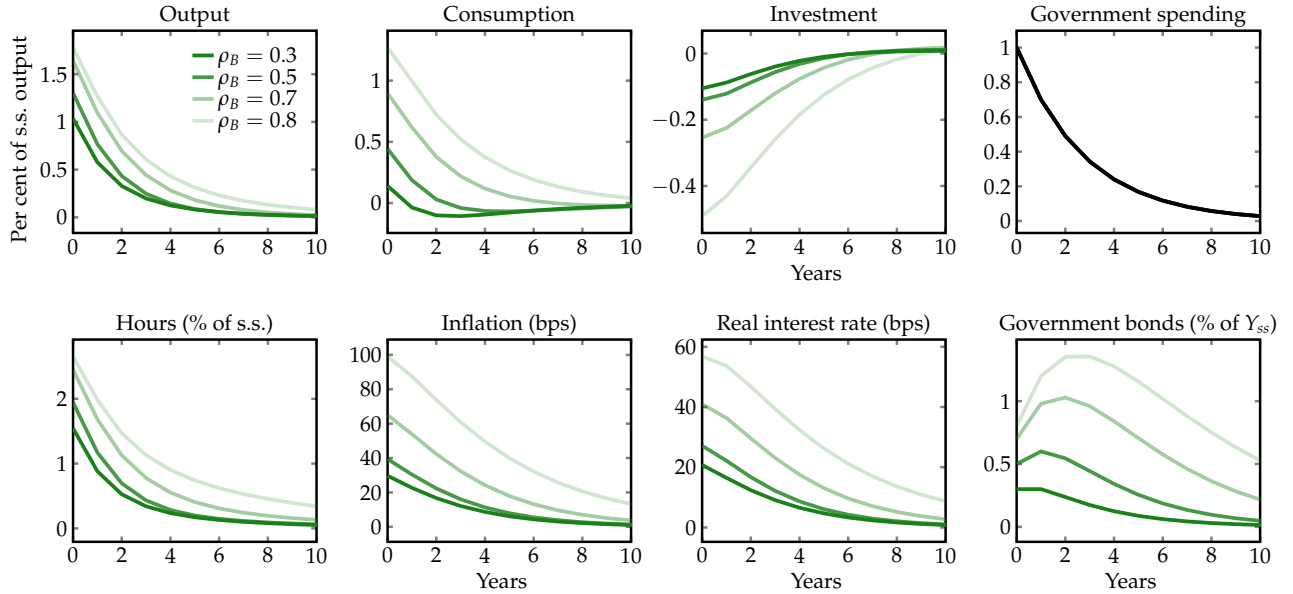 Output
Consumption
Investment
Government spending
Per cent of s.s. output
1.5
1
0.5
0
ρ_B = 0.3
ρ_B = 0.5
ρ_B = 0.7
ρ_B = 0.8
0 2 4 6 8 10
1
0.5
0
0 2 4 6 8 10
0
−0.2
−0.4
0 2 4 6 8 10
Years
1
0.8
0.6
0.4
0.2
0
0 2 4 6 8 10
Hours (% of s.s.)
Inflation (bps)
Real interest rate (bps)
Government bonds (% of Y_ss)
2
1
0
0 2 4 6 8 10
100
80
60
40
20
0
0 2 4 6 8 10
Years
60
40
20
0
0 2 4 6 8 10
Years
1
0.5
0
0 2 4 6 8 10